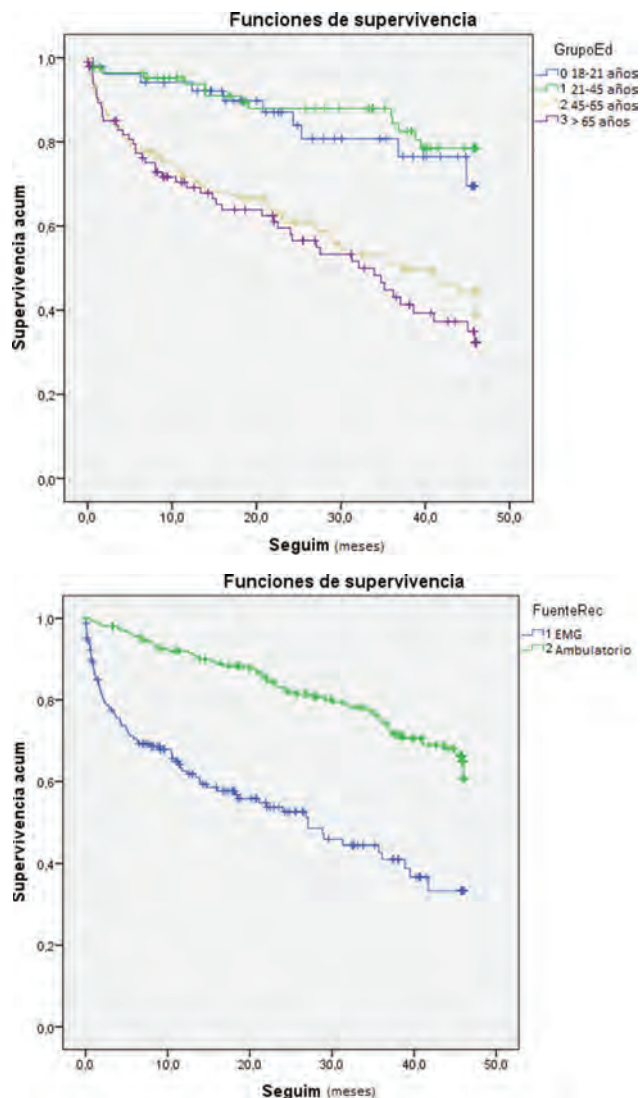 Funciones de supervivencia
GrupoEd
0 18-21 años
1 21-45 años
2 45-65 años
3 > 65 años
Supervivencia acum
1,0
0,8
0,6
0,4
0,2
0,0
0,0 10,0 20,0 30,0 40,0 50,0
Seguim (meses)
Funciones de supervivencia
FuenteRec
1 EMG
2 Ambulatorio
Supervivencia acum
1,0
0,8
0,6
0,4
0,2
0,0
0,0 10,0 20,0 30,0 40,0 50,0
Seguim (meses)